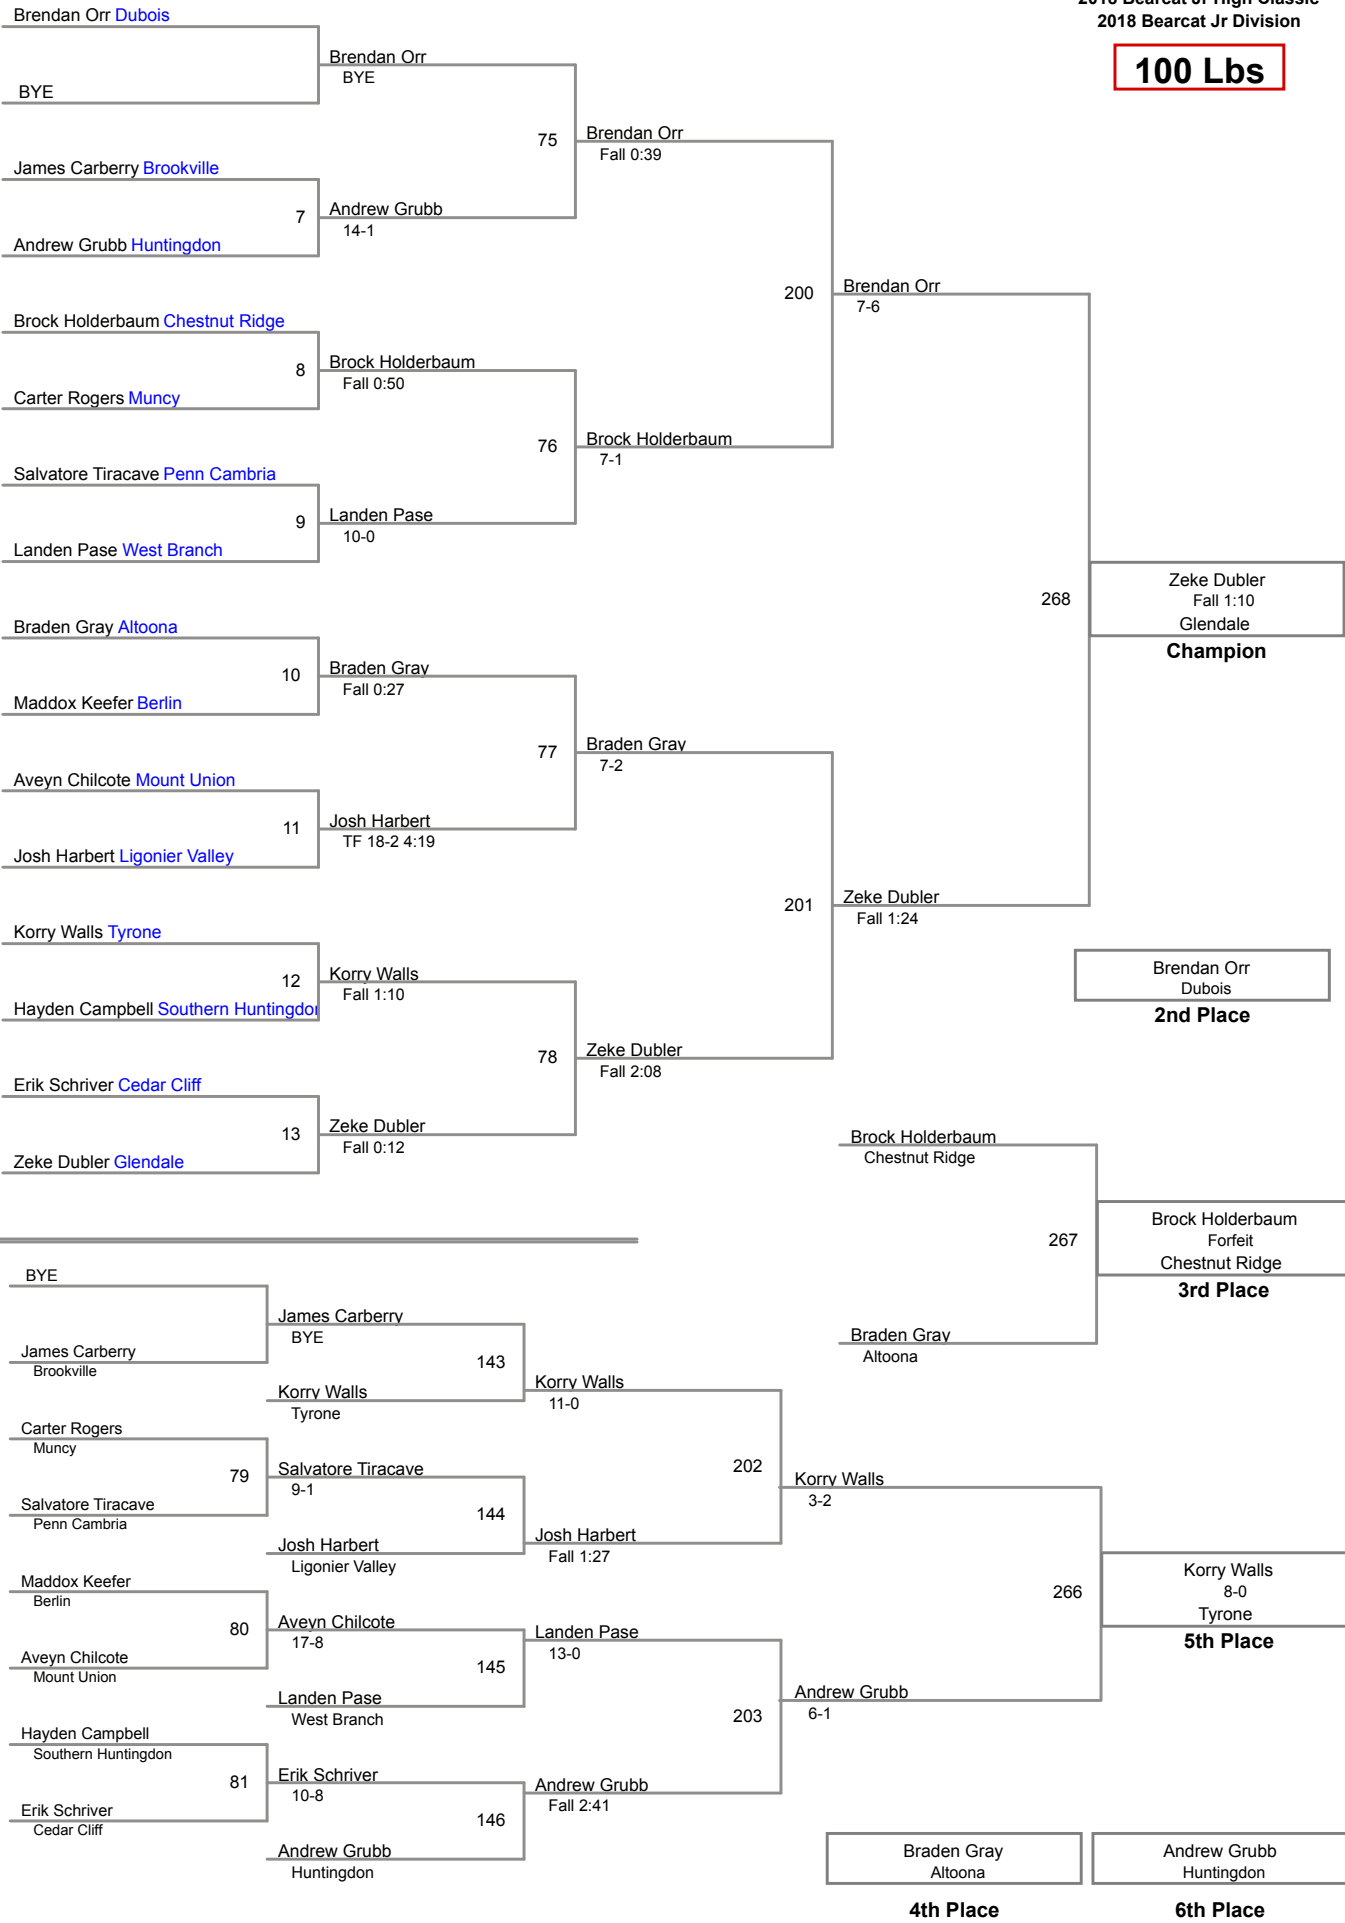 2018 Bearcat Jr High Classic
2018 Bearcat Jr Division
100 Lbs
Brendan Orr Dubois
BYE
Brendan Orr
BYE
James Carberry Brookville
7
Andrew Grubb Huntingdon
Andrew Grubb
14-1
75
Brendan Orr
Fall 0:39
Brock Holderbaum Chestnut Ridge
8
Carter Rogers Muncy
Brock Holderbaum
Fall 0:50
Salvatore Tiracave Penn Cambria
9
Landen Pase West Branch
Landen Pase
10-0
76
Brock Holderbaum
7-1
200
Brendan Orr
7-6
Braden Gray Altoona
10
Maddox Keefer Berlin
Braden Gray
Fall 0:27
Aveyn Chilcote Mount Union
11
Josh Harbert Ligonier Valley
Josh Harbert
TF 18-2 4:19
77
Braden Gray
7-2
Korry Walls Tyrone
12
Hayden Campbell Southern Huntingdon
Korry Walls
Fall 1:10
Erik Schriver Cedar Cliff
13
Zeke Dubler Glendale
Zeke Dubler
Fall 0:12
78
Zeke Dubler
Fall 2:08
201
Zeke Dubler
Fall 1:24
268
Zeke Dubler
Fall 1:10
Glendale
Champion
Brendan Orr
Dubois
2nd Place
Brock Holderbaum
Chestnut Ridge
267
Braden Gray
Altoona
Brock Holderbaum
Forfeit
Chestnut Ridge
3rd Place
BYE
James Carberry
Brookville
James Carberry
BYE
143
Korry Walls
Tyrone
Korry Walls
11-0
Carter Rogers
Muncy
79
Salvatore Tiracave
Penn Cambria
Salvatore Tiracave
9-1
144
Josh Harbert
Ligonier Valley
Josh Harbert
Fall 1:27
202
Korry Walls
3-2
Maddox Keefer
Berlin
80
Aveyn Chilcote
Mount Union
Aveyn Chilcote
17-8
145
Landen Pase
West Branch
Landen Pase
13-0
Hayden Campbell
Southern Huntingdon
81
Erik Schriver
Cedar Cliff
Erik Schriver
10-8
146
Andrew Grubb
Huntingdon
Andrew Grubb
Fall 2:41
203
Andrew Grubb
6-1
266
Korry Walls
8-0
Tyrone
5th Place
Braden Gray
Altoona
4th Place
Andrew Grubb
Huntingdon
6th Place